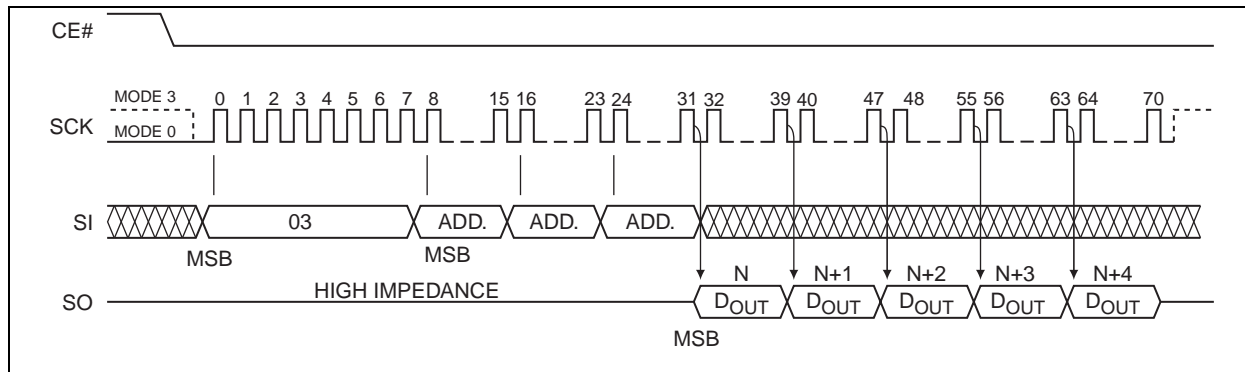 CE#
MODE 3
0 1 2 3 4 5 6 7 8 15 16 23 24 31 32 39 40 47 48 55 56 63 64 70
SCK
MODE 0
SI
03 ADD. ADD. ADD.
MSB MSB
N N+1 N+2 N+3 N+4
HIGH IMPEDANCE
SO
DOUT DOUT DOUT DOUT DOUT
MSB